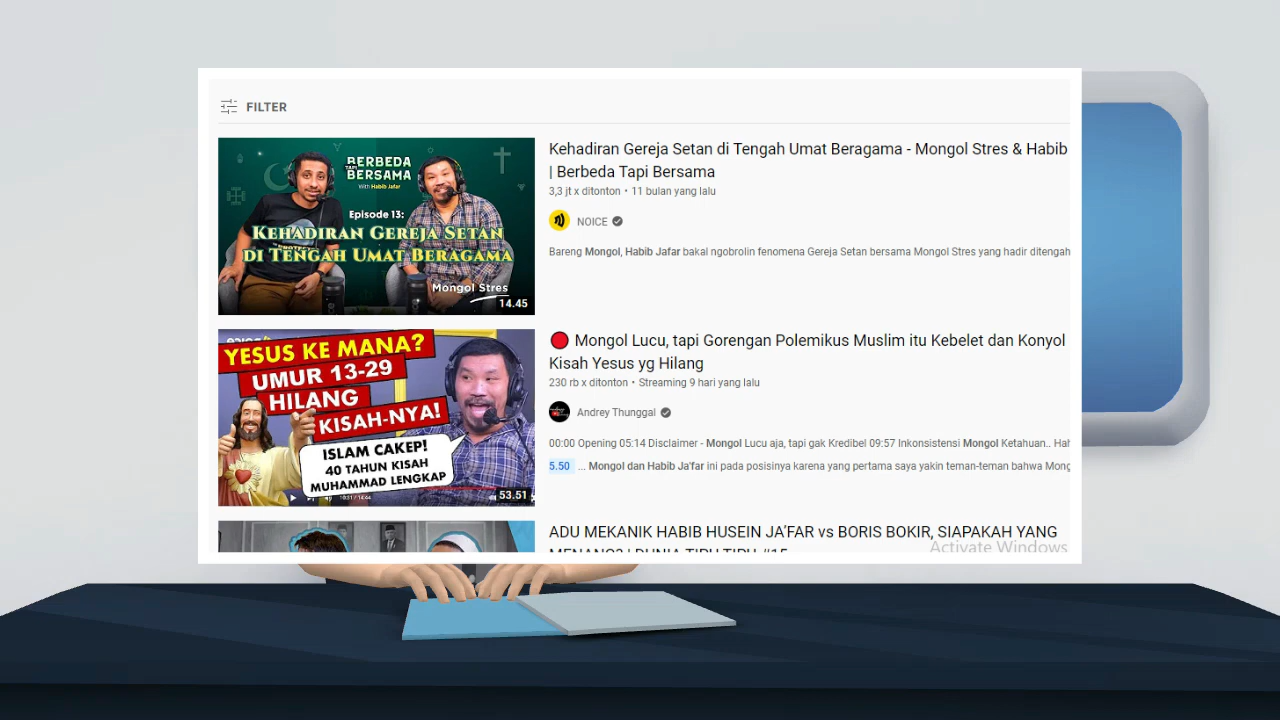 FILTER
BERBEDA
TAPI
BERSAMA
With Habib Jafar
Episode 13:
KEHADIRAN GEREJA SETAN
DI TENGAH UMAT BERAGAMA
Mongol Stres
14.45
Kehadiran Gereja Setan di Tengah Umat Beragama - Mongol Stres & Habib
| Berbeda Tapi Bersama
3,3 jt x ditonton • 11 bulan yang lalu
NOICE
Bareng Mongol, Habib Jafar bakal ngobrolin fenomena Gereja Setan bersama Mongol Stres yang hadir ditengah
YESUS KE MANA?
UMUR 13-29
HILANG
KISAH-NYA!
ISLAM CAKEP!
40 TAHUN KISAH
MUHAMMAD LENGKAP
53.51
Mongol Lucu, tapi Gorengan Polemikus Muslim itu Kebelet dan Konyol
Kisah Yesus yg Hilang
230 rb x ditonton • Streaming 9 hari yang lalu
Andrey Thunggal
00:00 Opening 05:14 Disclaimer - Mongol Lucu aja, tapi gak Kredibel 09:57 Inkonsistensi Mongol Ketahuan.. Hah
5.50 ... Mongol dan Habib Ja'far ini pada posisinya karena yang pertama saya yakin teman-teman bahwa Mong
ADU MEKANIK HABIB HUSEIN JA'FAR vs BORIS BOKIR, SIAPAKAH YANG
MENANG? | DUNIA TIPU TIPU #15
Activate Windows